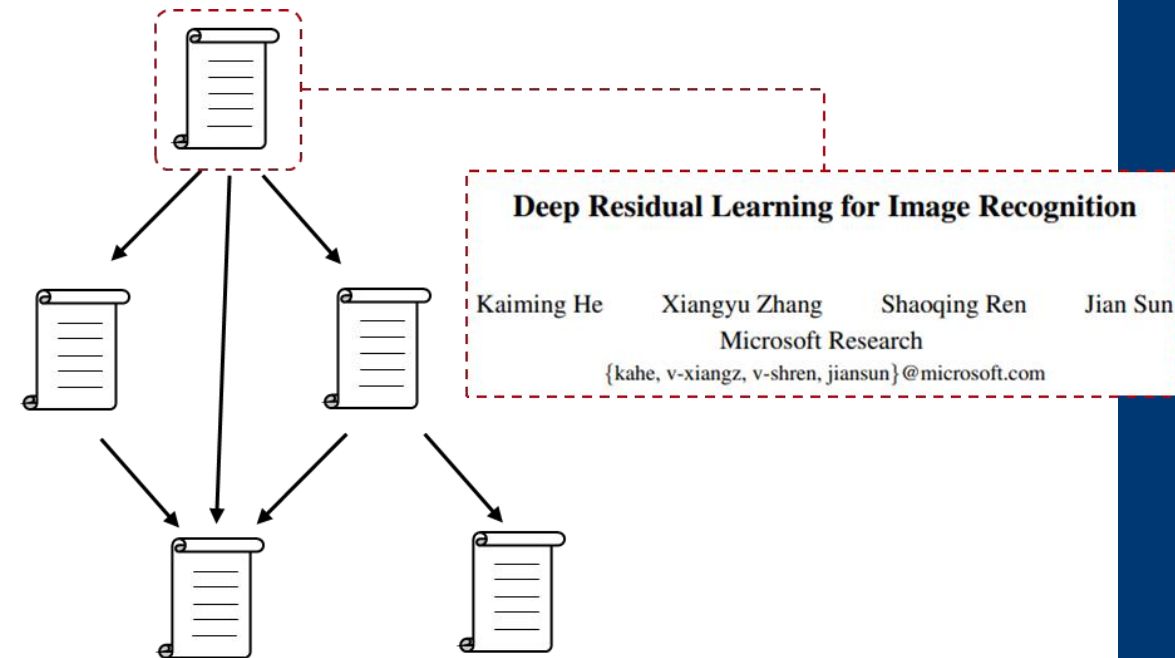 Deep Residual Learning for Image Recognition
Kaiming He Xiangyu Zhang Shaoqing Ren Jian Sun
Microsoft Research
{kahe, v-xiangz, v-shren, jiansun}@microsoft.com